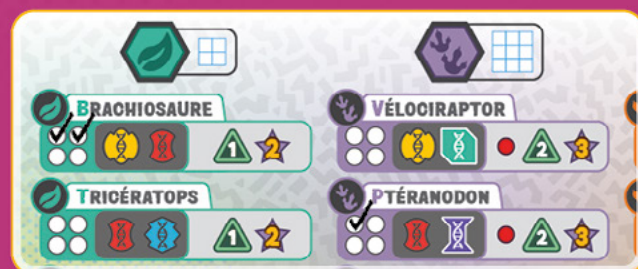 BRACHIOSAURE
1 2
VÉLOCIRAPTOR
2 3
TRICÉRATOPS
1 2
PTÉRANODON
2 3